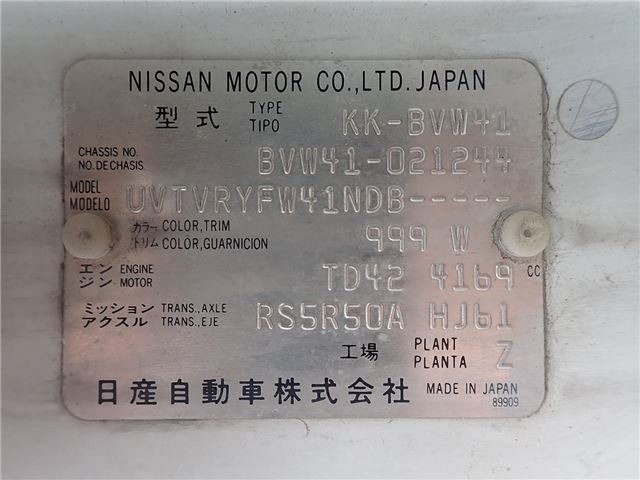 NISSAN MOTOR CO.,LTD. JAPAN
型式 TYPE TIPO KK-BVW41
CHASSIS NO. NO. DE CHASIS BVW41-021244
MODEL MODELO UVTVRYFW41NDB-----
カラー COLOR,TRIM
トリム COLOR,GUARNICION 999 W
エンジン ENGINE MOTOR TD42 4169 CC
ミッション TRANS.,AXLE
アクスル TRANS.,EJE RS5R50A HJ61
工場 PLANT PLANTA Z
日産自動車株式会社 MADE IN JAPAN
89909